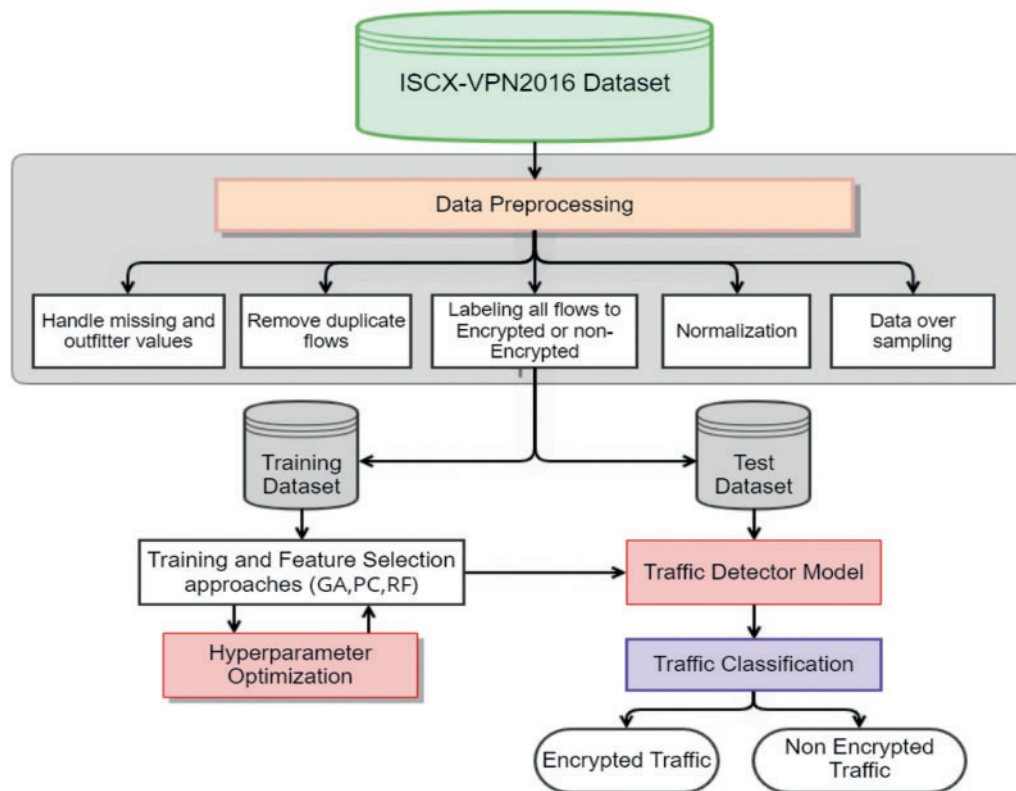 ISCX-VPN2016 Dataset
Data Preprocessing
Handle missing and
outfitter values
Remove duplicate
flows
Labeling all flows to
Encrypted or non-
Encrypted
Normalization
Data over
sampling
Training
Dataset
Test
Dataset
Training and Feature Selection
approaches (GA,PC,RF)
Traffic Detector Model
Hyperparameter
Optimization
Traffic Classification
Encrypted Traffic
Non Encrypted
Traffic